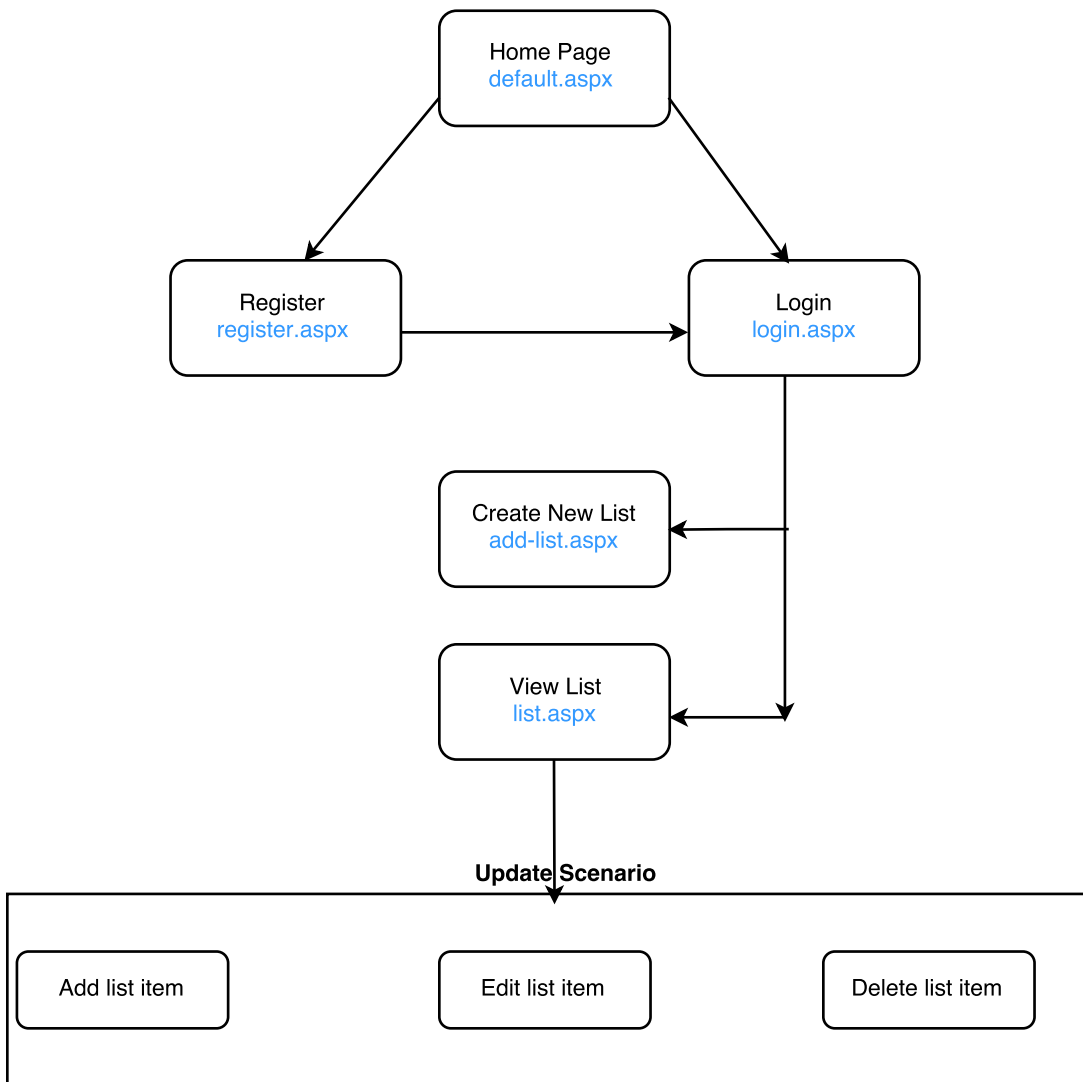 Home Page
default.aspx
Register
register.aspx
Login
login.aspx
Create New List
add-list.aspx
View List
list.aspx
Update Scenario
Add list item
Edit list item
Delete list item